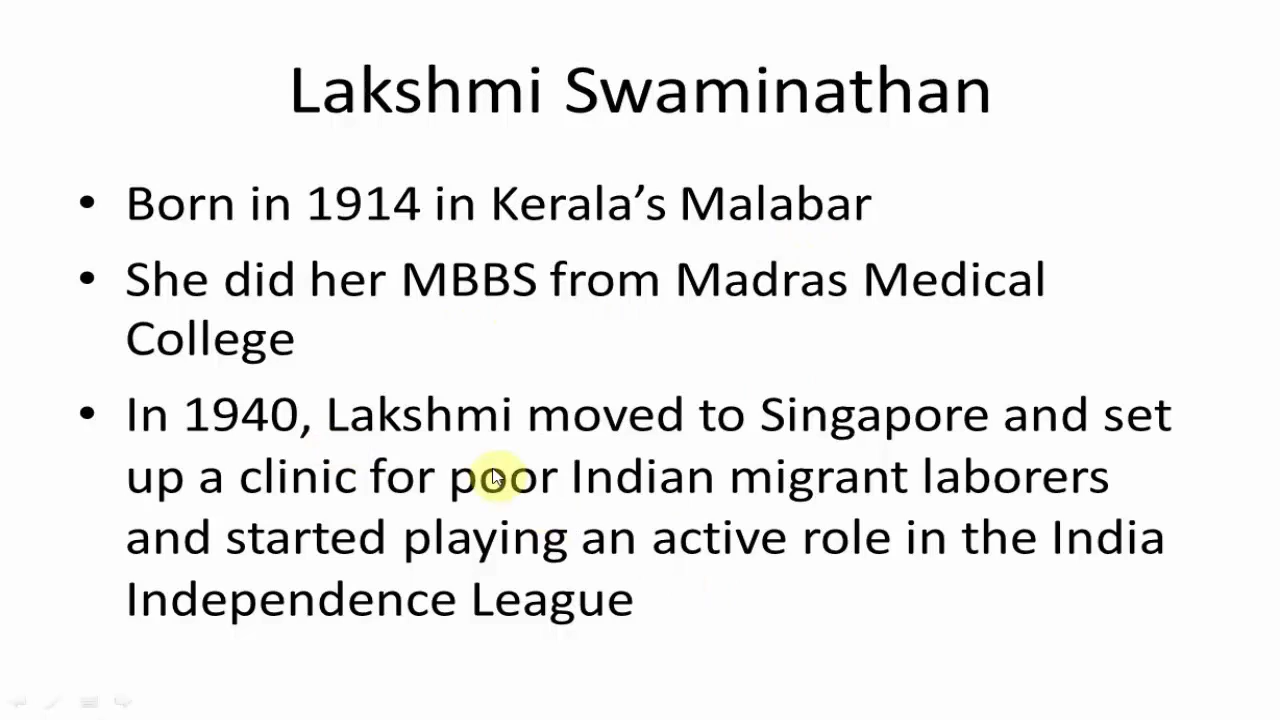 Lakshmi Swaminathan
• Born in 1914 in Kerala’s Malabar
• She did her MBBS from Madras Medical
College
• In 1940, Lakshmi moved to Singapore and set
up a clinic for poor Indian migrant laborers
and started playing an active role in the India
Independence League